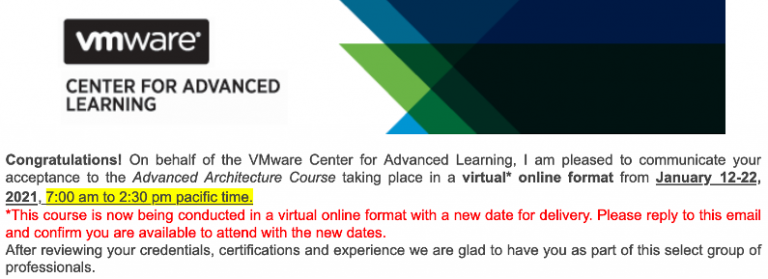 vmware®
CENTER FOR ADVANCED
LEARNING
Congratulations! On behalf of the VMware Center for Advanced Learning, I am pleased to communicate your
acceptance to the Advanced Architecture Course taking place in a virtual* online format from January 12-22,
2021, 7:00 am to 2:30 pm pacific time.
*This course is now being conducted in a virtual online format with a new date for delivery. Please reply to this email
and confirm you are available to attend with the new dates.
After reviewing your credentials, certifications and experience we are glad to have you as part of this select group of
professionals.